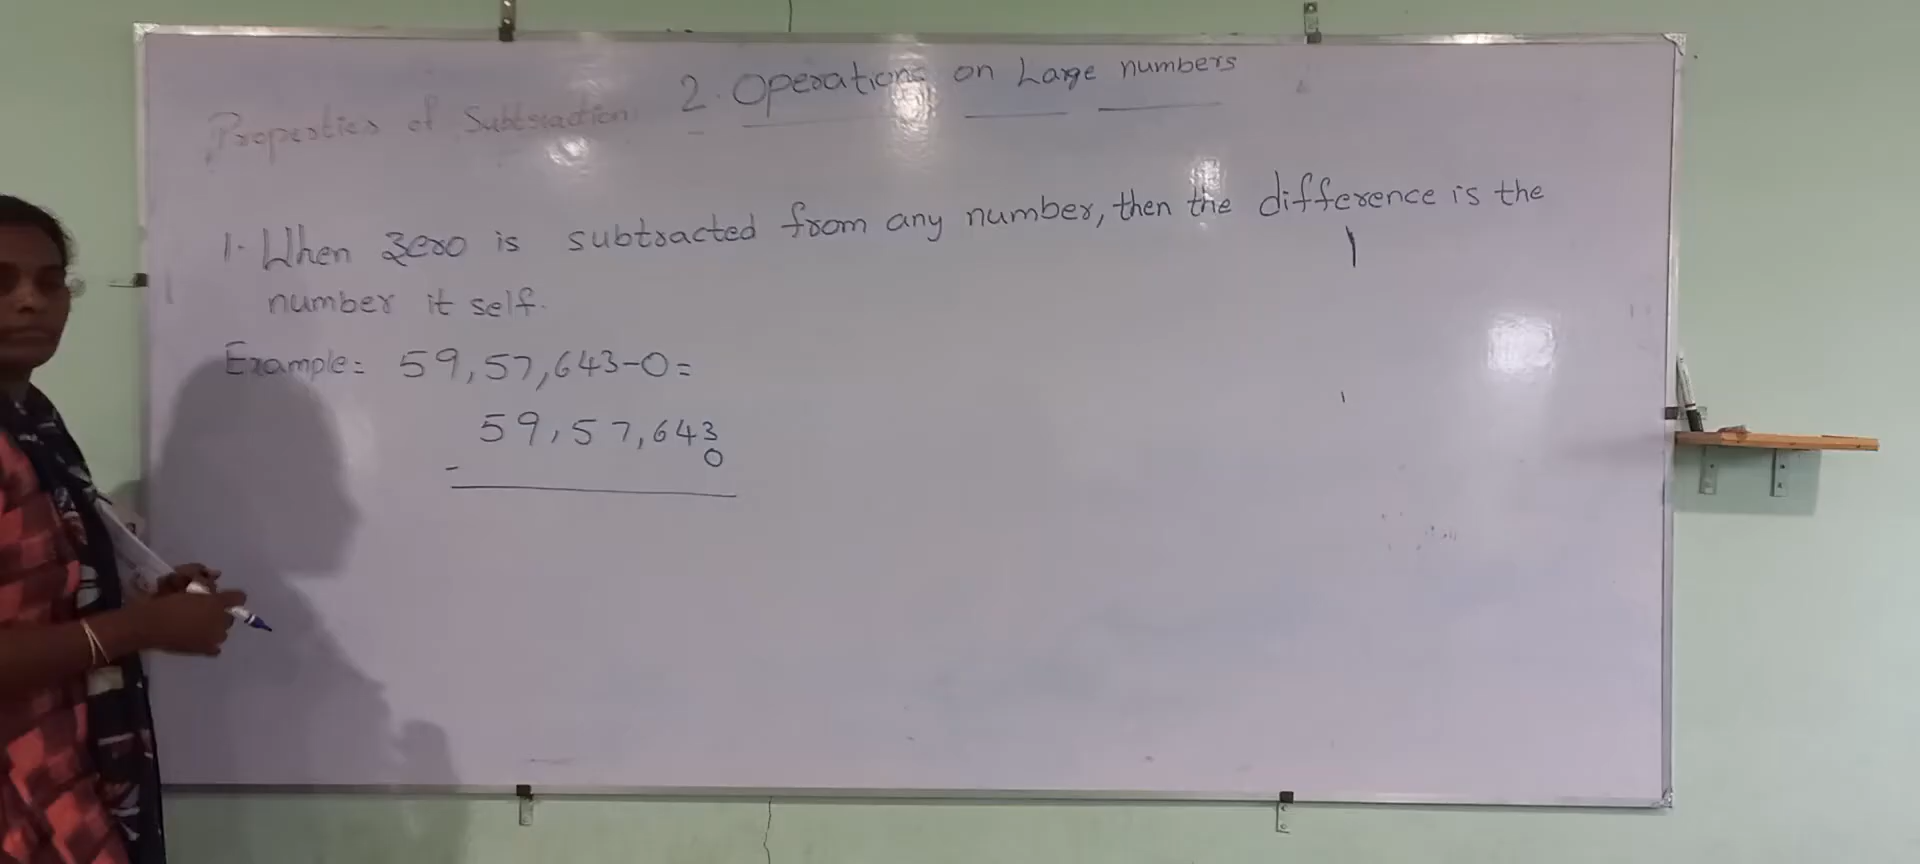 2. Operations on Large numbers
Properties of Subtraction:
1. When zero is subtracted from any number, then the difference is the
number it self.
Example: 59,57,643-0=
59,57,643
- 0